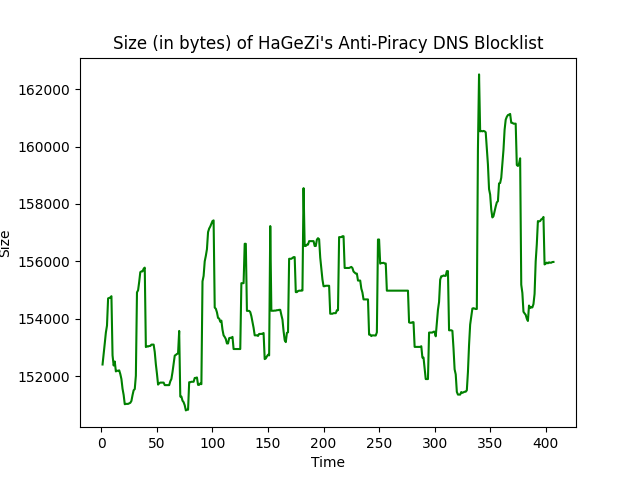 Size (in bytes) of HaGeZi's Anti-Piracy DNS Blocklist
162000
160000
158000
156000
154000
152000
Size
0 50 100 150 200 250 300 350 400
Time